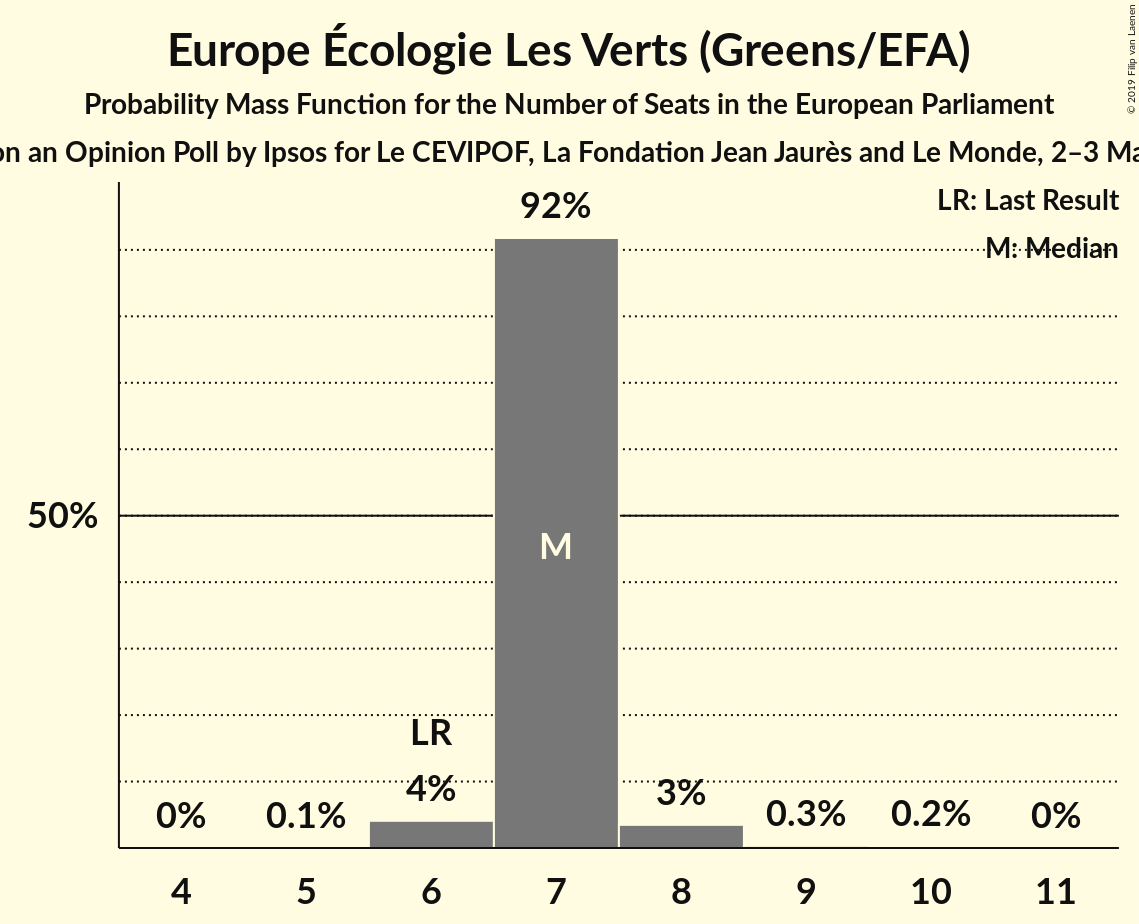 Europe Écologie Les Verts (Greens/EFA)
Probability Mass Function for the Number of Seats in the European Parliament
an Opinion Poll by Ipsos for Le CEVIPOF, La Fondation Jean Jaurès and Le Monde, 2–3
© 2019 Filip van Laenen
LR: Last Result
M: Median
92%
50%
M
LR
0% 0.1% 4% 3% 0.3% 0.2% 0%
4 5 6 7 8 9 10 11